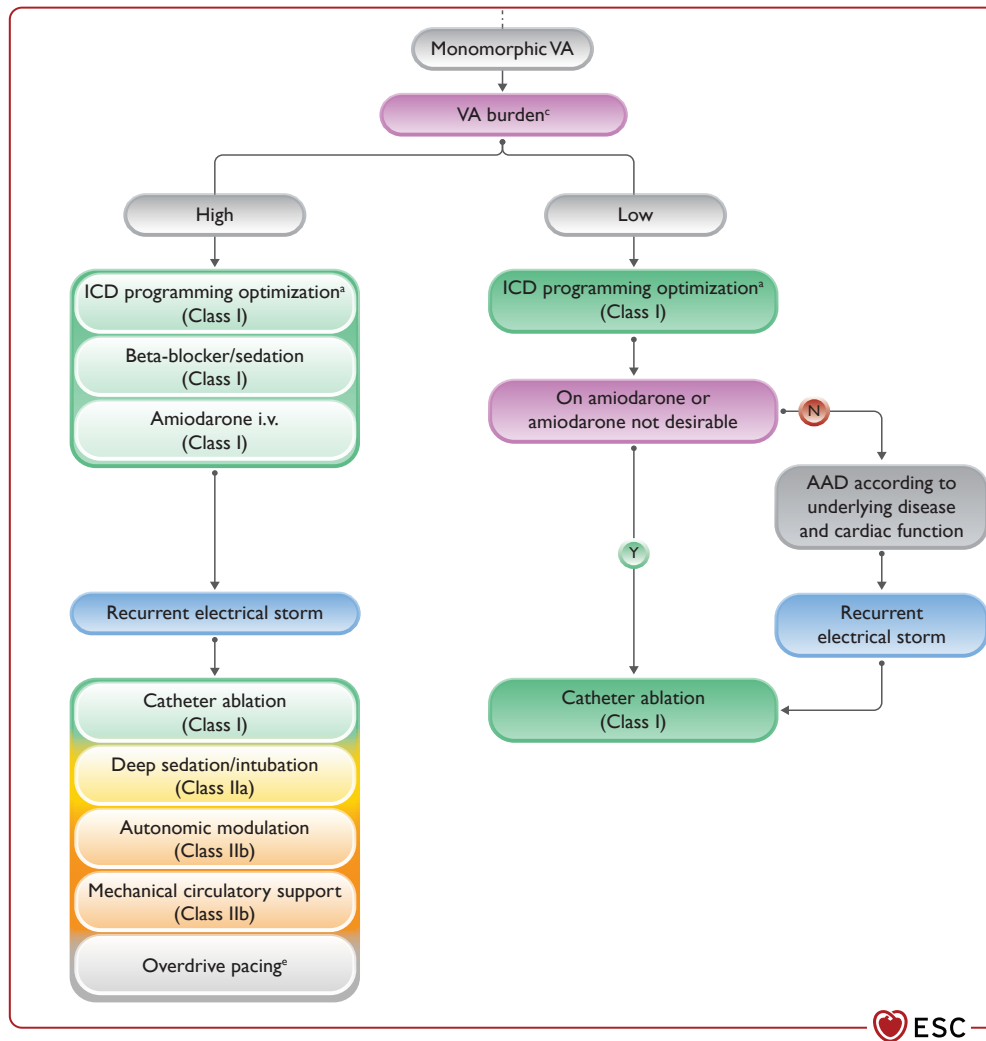 Monomorphic VA
VA burdenᶜ
High
Low
ICD programming optimizationᵃ
(Class I)
Beta-blocker/sedation
(Class I)
Amiodarone i.v.
(Class I)
Recurrent electrical storm
Catheter ablation
(Class I)
Deep sedation/intubation
(Class IIa)
Autonomic modulation
(Class IIb)
Mechanical circulatory support
(Class IIb)
Overdrive pacingᵉ
ICD programming optimizationᵃ
(Class I)
On amiodarone or
amiodarone not desirable
N
AAD according to
underlying disease
and cardiac function
Y
Recurrent
electrical storm
Catheter ablation
(Class I)
ESC